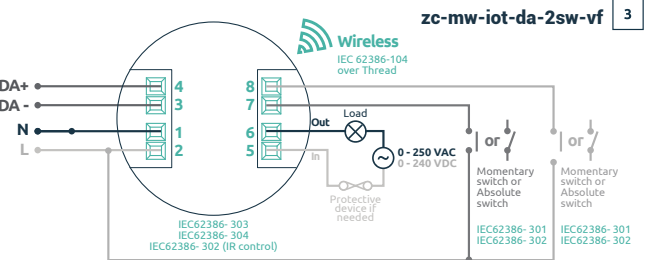 zc-mw-iot-da-2sw-vf 3
Wireless
IEC 62386-104
over Thread
DA+ 4 8
DA - 3 7
N 1 6 Out Load
L 2 5 In
0 - 250 VAC
0 - 240 VDC
Protective
device if
needed
or
Momentary
switch or
Absolute
switch
IEC62386- 301
IEC62386- 302
or
Momentary
switch or
Absolute
switch
IEC62386- 301
IEC62386- 302
IEC62386- 303
IEC62386- 304
IEC62386- 302 (IR control)